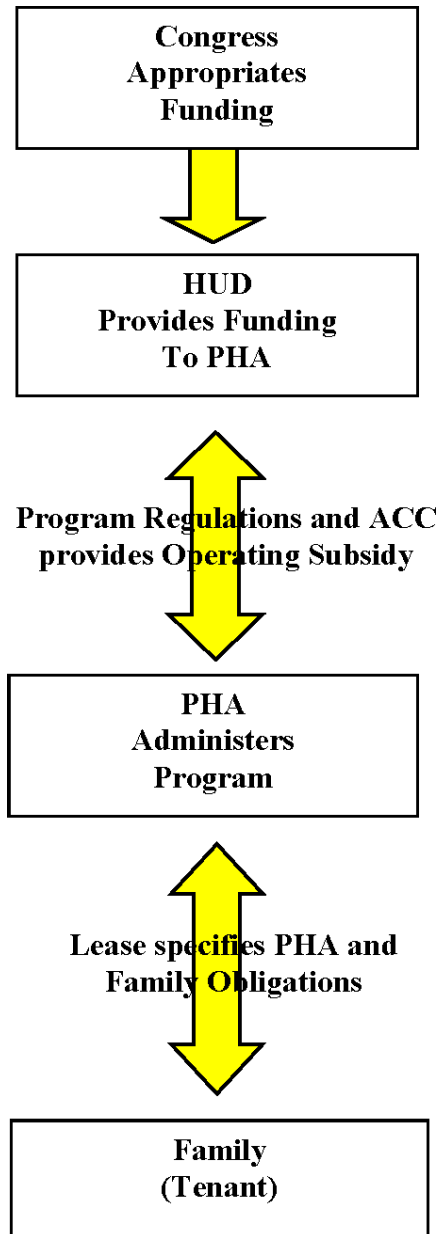 Congress
Appropriates
Funding
HUD
Provides Funding
To PHA
Program Regulations and ACC
provides Operating Subsidy
PHA
Administers
Program
Lease specifies PHA and
Family Obligations
Family
(Tenant)